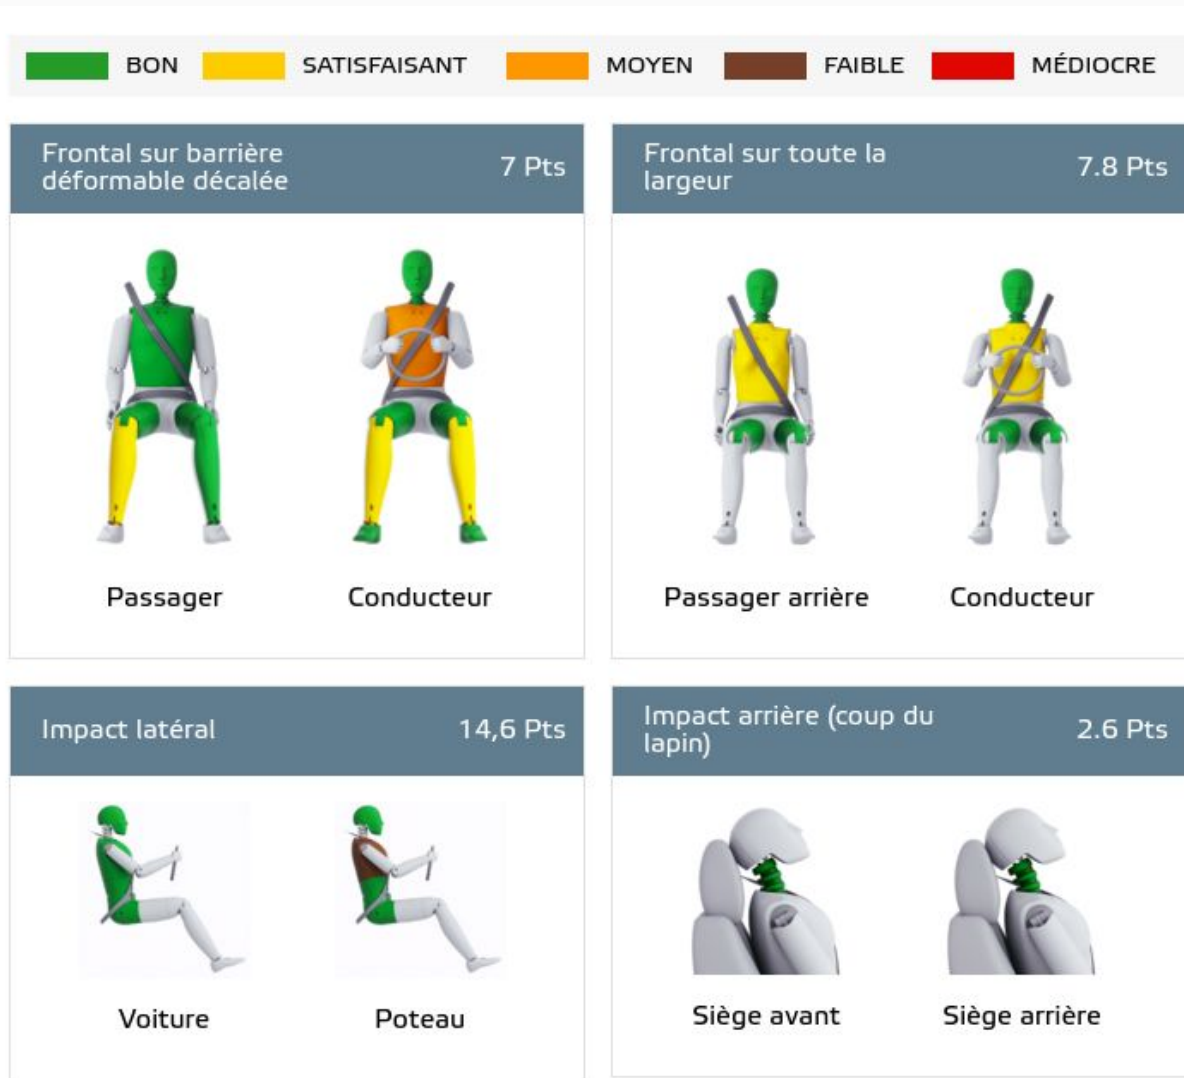 BON SATISFAISANT MOYEN FAIBLE MÉDIOCRE
Frontal sur barrière
déformable décalée
7 Pts
Frontal sur toute la
largeur
7.8 Pts
Passager
Conducteur
Passager arrière
Conducteur
Impact latéral
14,6 Pts
Impact arrière (coup du
lapin)
2.6 Pts
Voiture
Poteau
Siège avant
Siège arrière